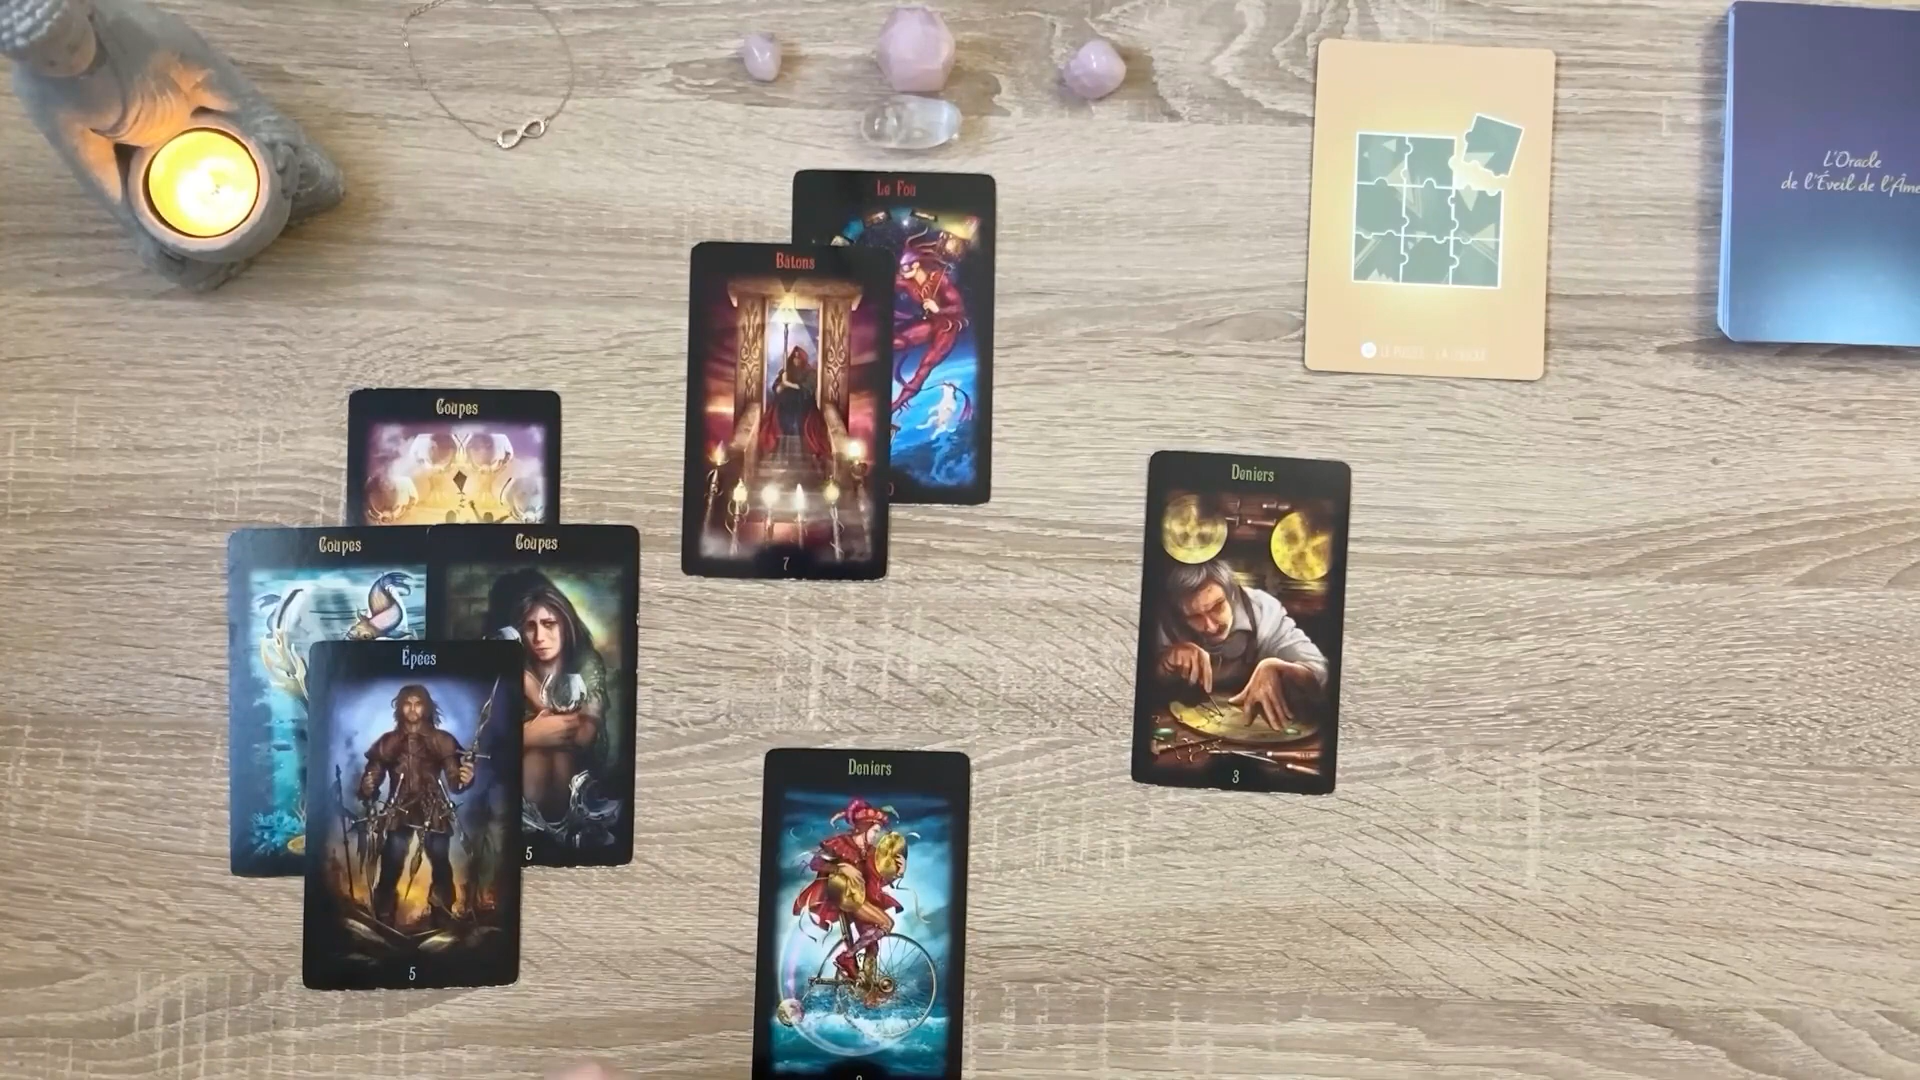 Le Fou
Bâtons
7
L'Oracle
de l'Éveil de l'Âme
Coupes
Coupes
Coupes
5
Épées
5
Deniers
3
Deniers